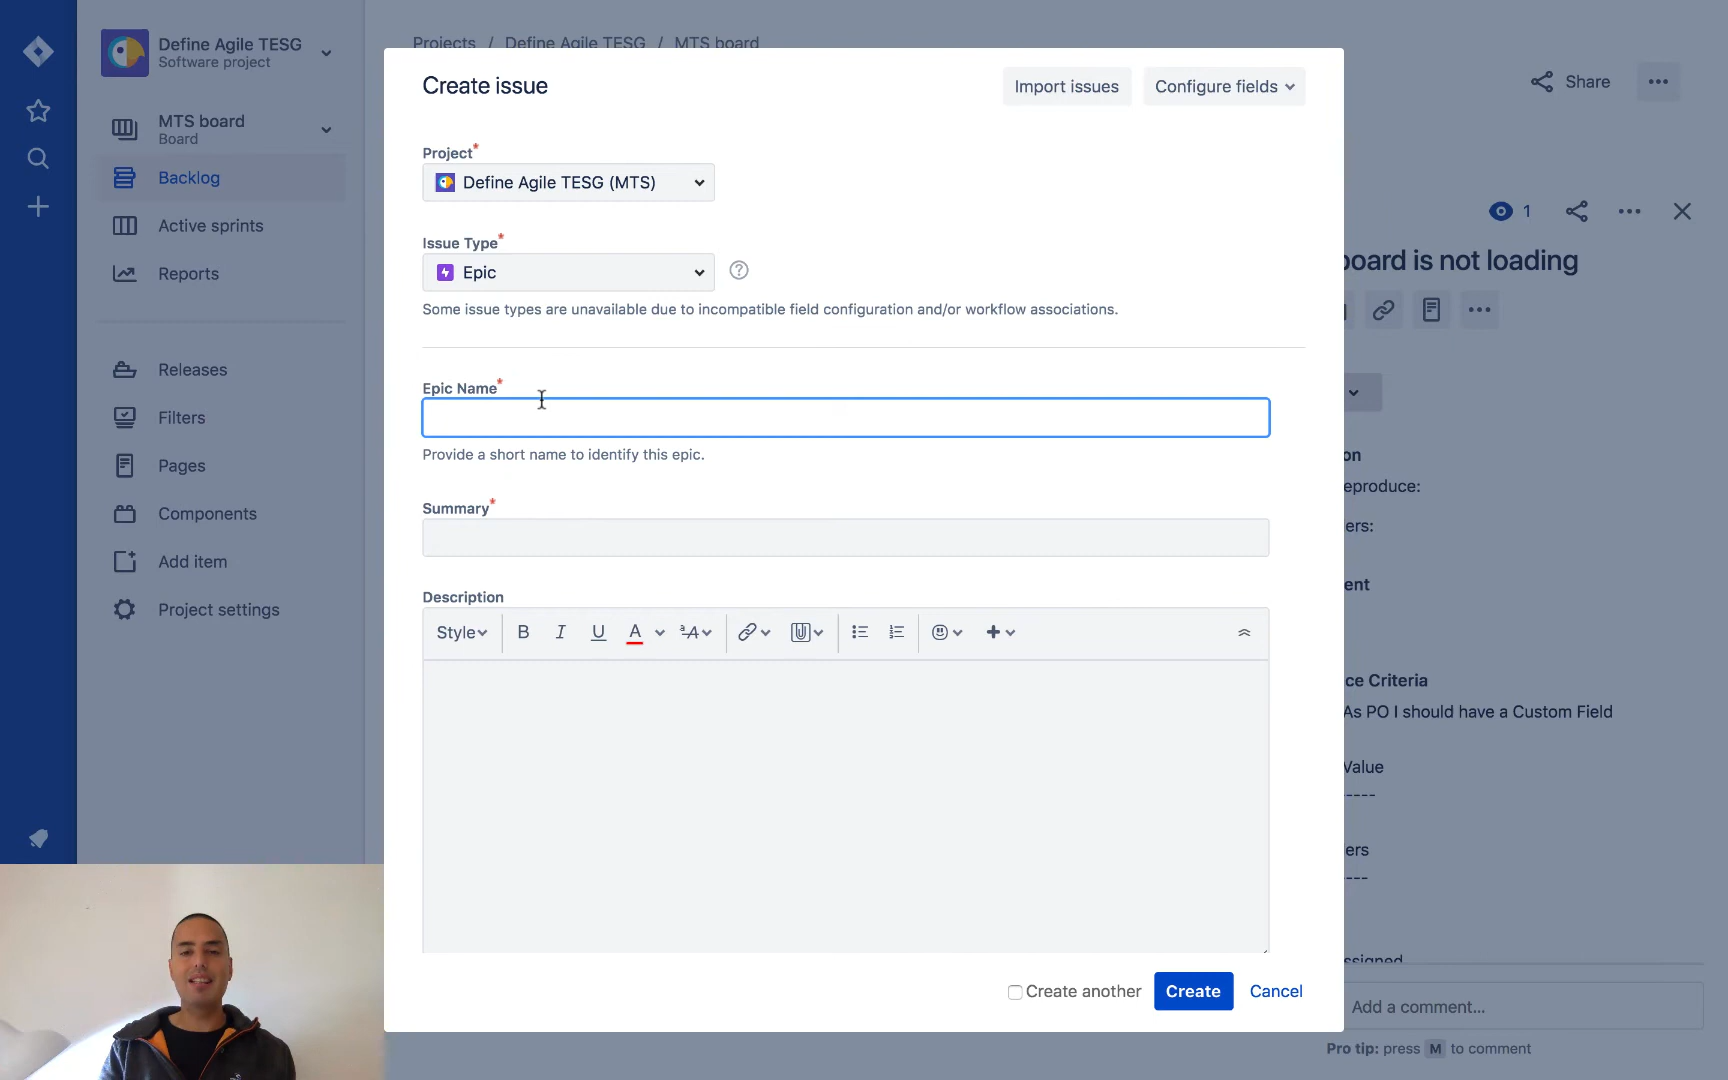 Define Agile TESG
Software project
MTS board
Board
Backlog
Active sprints
Reports
Releases
Filters
Pages
Components
Add item
Project settings
Projects / Define Agile TESG / MTS board
Create issue
Import issues
Configure fields
Project*
Define Agile TESG (MTS)
Issue Type*
Epic
Some issue types are unavailable due to incompatible field configuration and/or workflow associations.
Epic Name*
Provide a short name to identify this epic.
Summary*
Description
Style
B I U A
Create another
Create
Cancel
Share
1
board is not loading
on
eproduce:
ers:
ent
ce Criteria
As PO I should have a Custom Field
Value
-----
ers
----
ssigned
Add a comment...
Pro tip: press M to comment